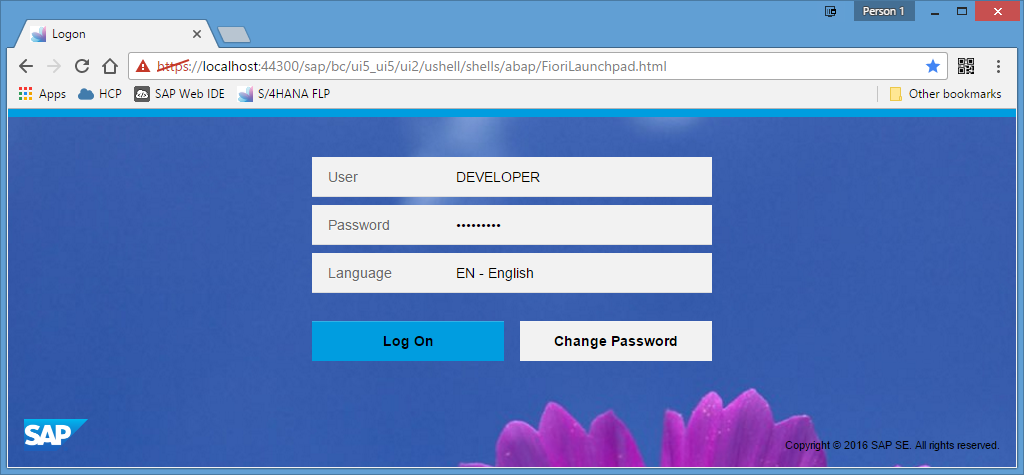 Person 1
Logon
https://localhost:44300/sap/bc/ui5_ui5/ui2/ushell/shells/abap/FioriLaunchpad.html
Apps HCP SAP Web IDE S/4HANA FLP Other bookmarks
User DEVELOPER
Password •••••••••
Language EN - English
Log On Change Password
SAP
Copyright © 2016 SAP SE. All rights reserved.